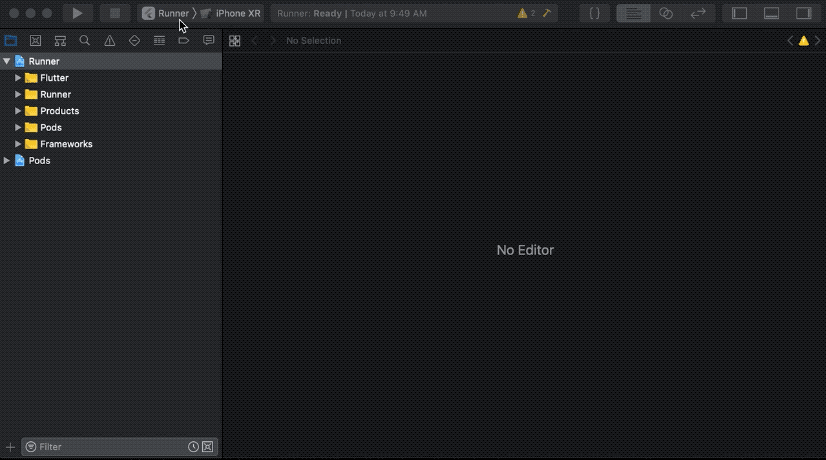 Runner 〉 iPhone XR
Runner: Ready | Today at 9:49 AM
2
{ }
No Selection
Runner
Flutter
Runner
Products
Pods
Frameworks
Pods
No Editor
Filter